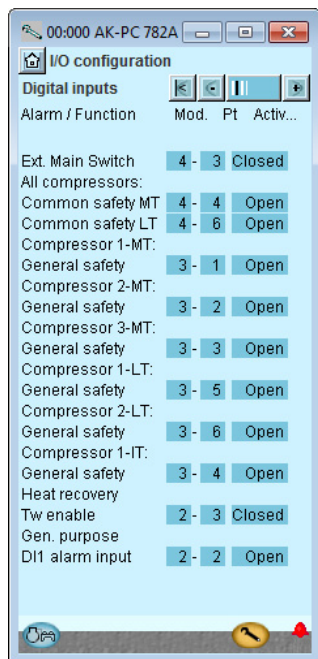 00:000 AK-PC 782A
I/O configuration
Digital inputs
Alarm / Function Mod. Pt Activ...
Ext. Main Switch 4 - 3 Closed
All compressors:
Common safety MT 4 - 4 Open
Common safety LT 4 - 6 Open
Compressor 1-MT:
General safety 3 - 1 Open
Compressor 2-MT:
General safety 3 - 2 Open
Compressor 3-MT:
General safety 3 - 3 Open
Compressor 1-LT:
General safety 3 - 5 Open
Compressor 2-LT:
General safety 3 - 6 Open
Compressor 1-IT:
General safety 3 - 4 Open
Heat recovery
Tw enable 2 - 3 Closed
Gen. purpose
DI1 alarm input 2 - 2 Open